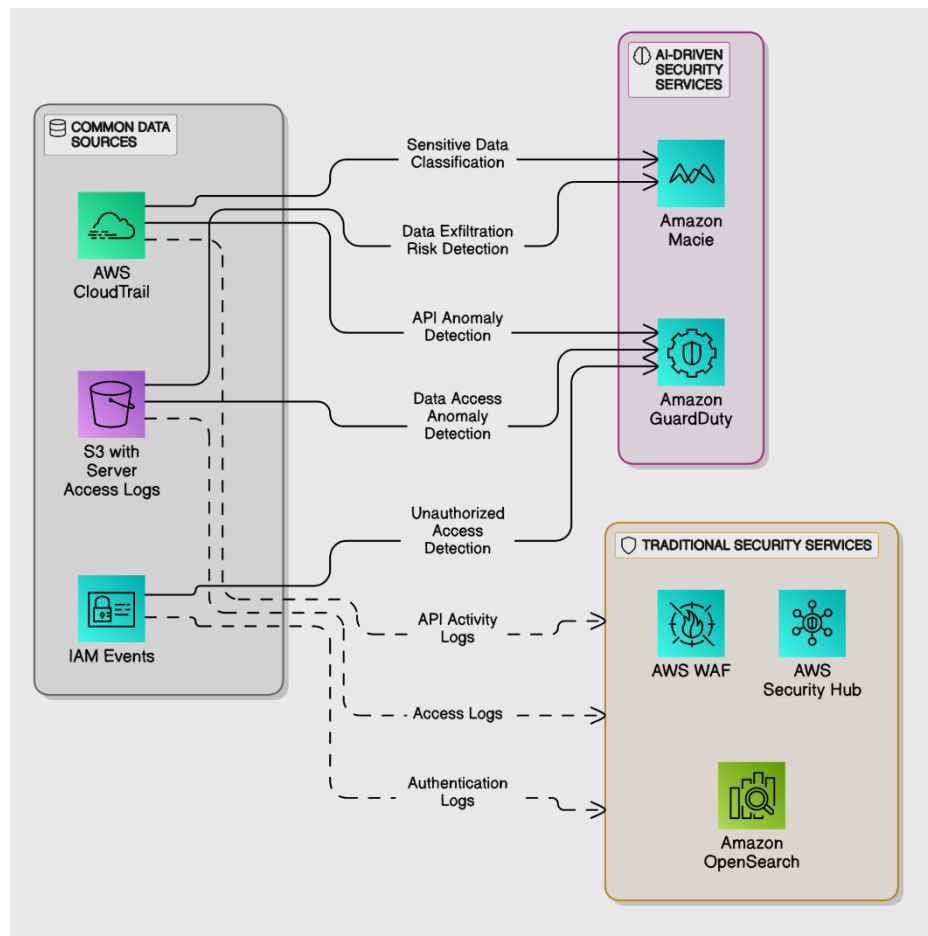 COMMON DATA
SOURCES
AWS
CloudTrail
S3 with
Server
Access Logs
IAM Events
Sensitive Data
Classification
Data Exfiltration
Risk Detection
API Anomaly
Detection
Data Access
Anomaly
Detection
Unauthorized
Access
Detection
API Activity
Logs
Access Logs
Authentication
Logs
AI-DRIVEN
SECURITY
SERVICES
Amazon
Macie
Amazon
GuardDuty
TRADITIONAL SECURITY SERVICES
AWS WAF
AWS
Security Hub
Amazon
OpenSearch